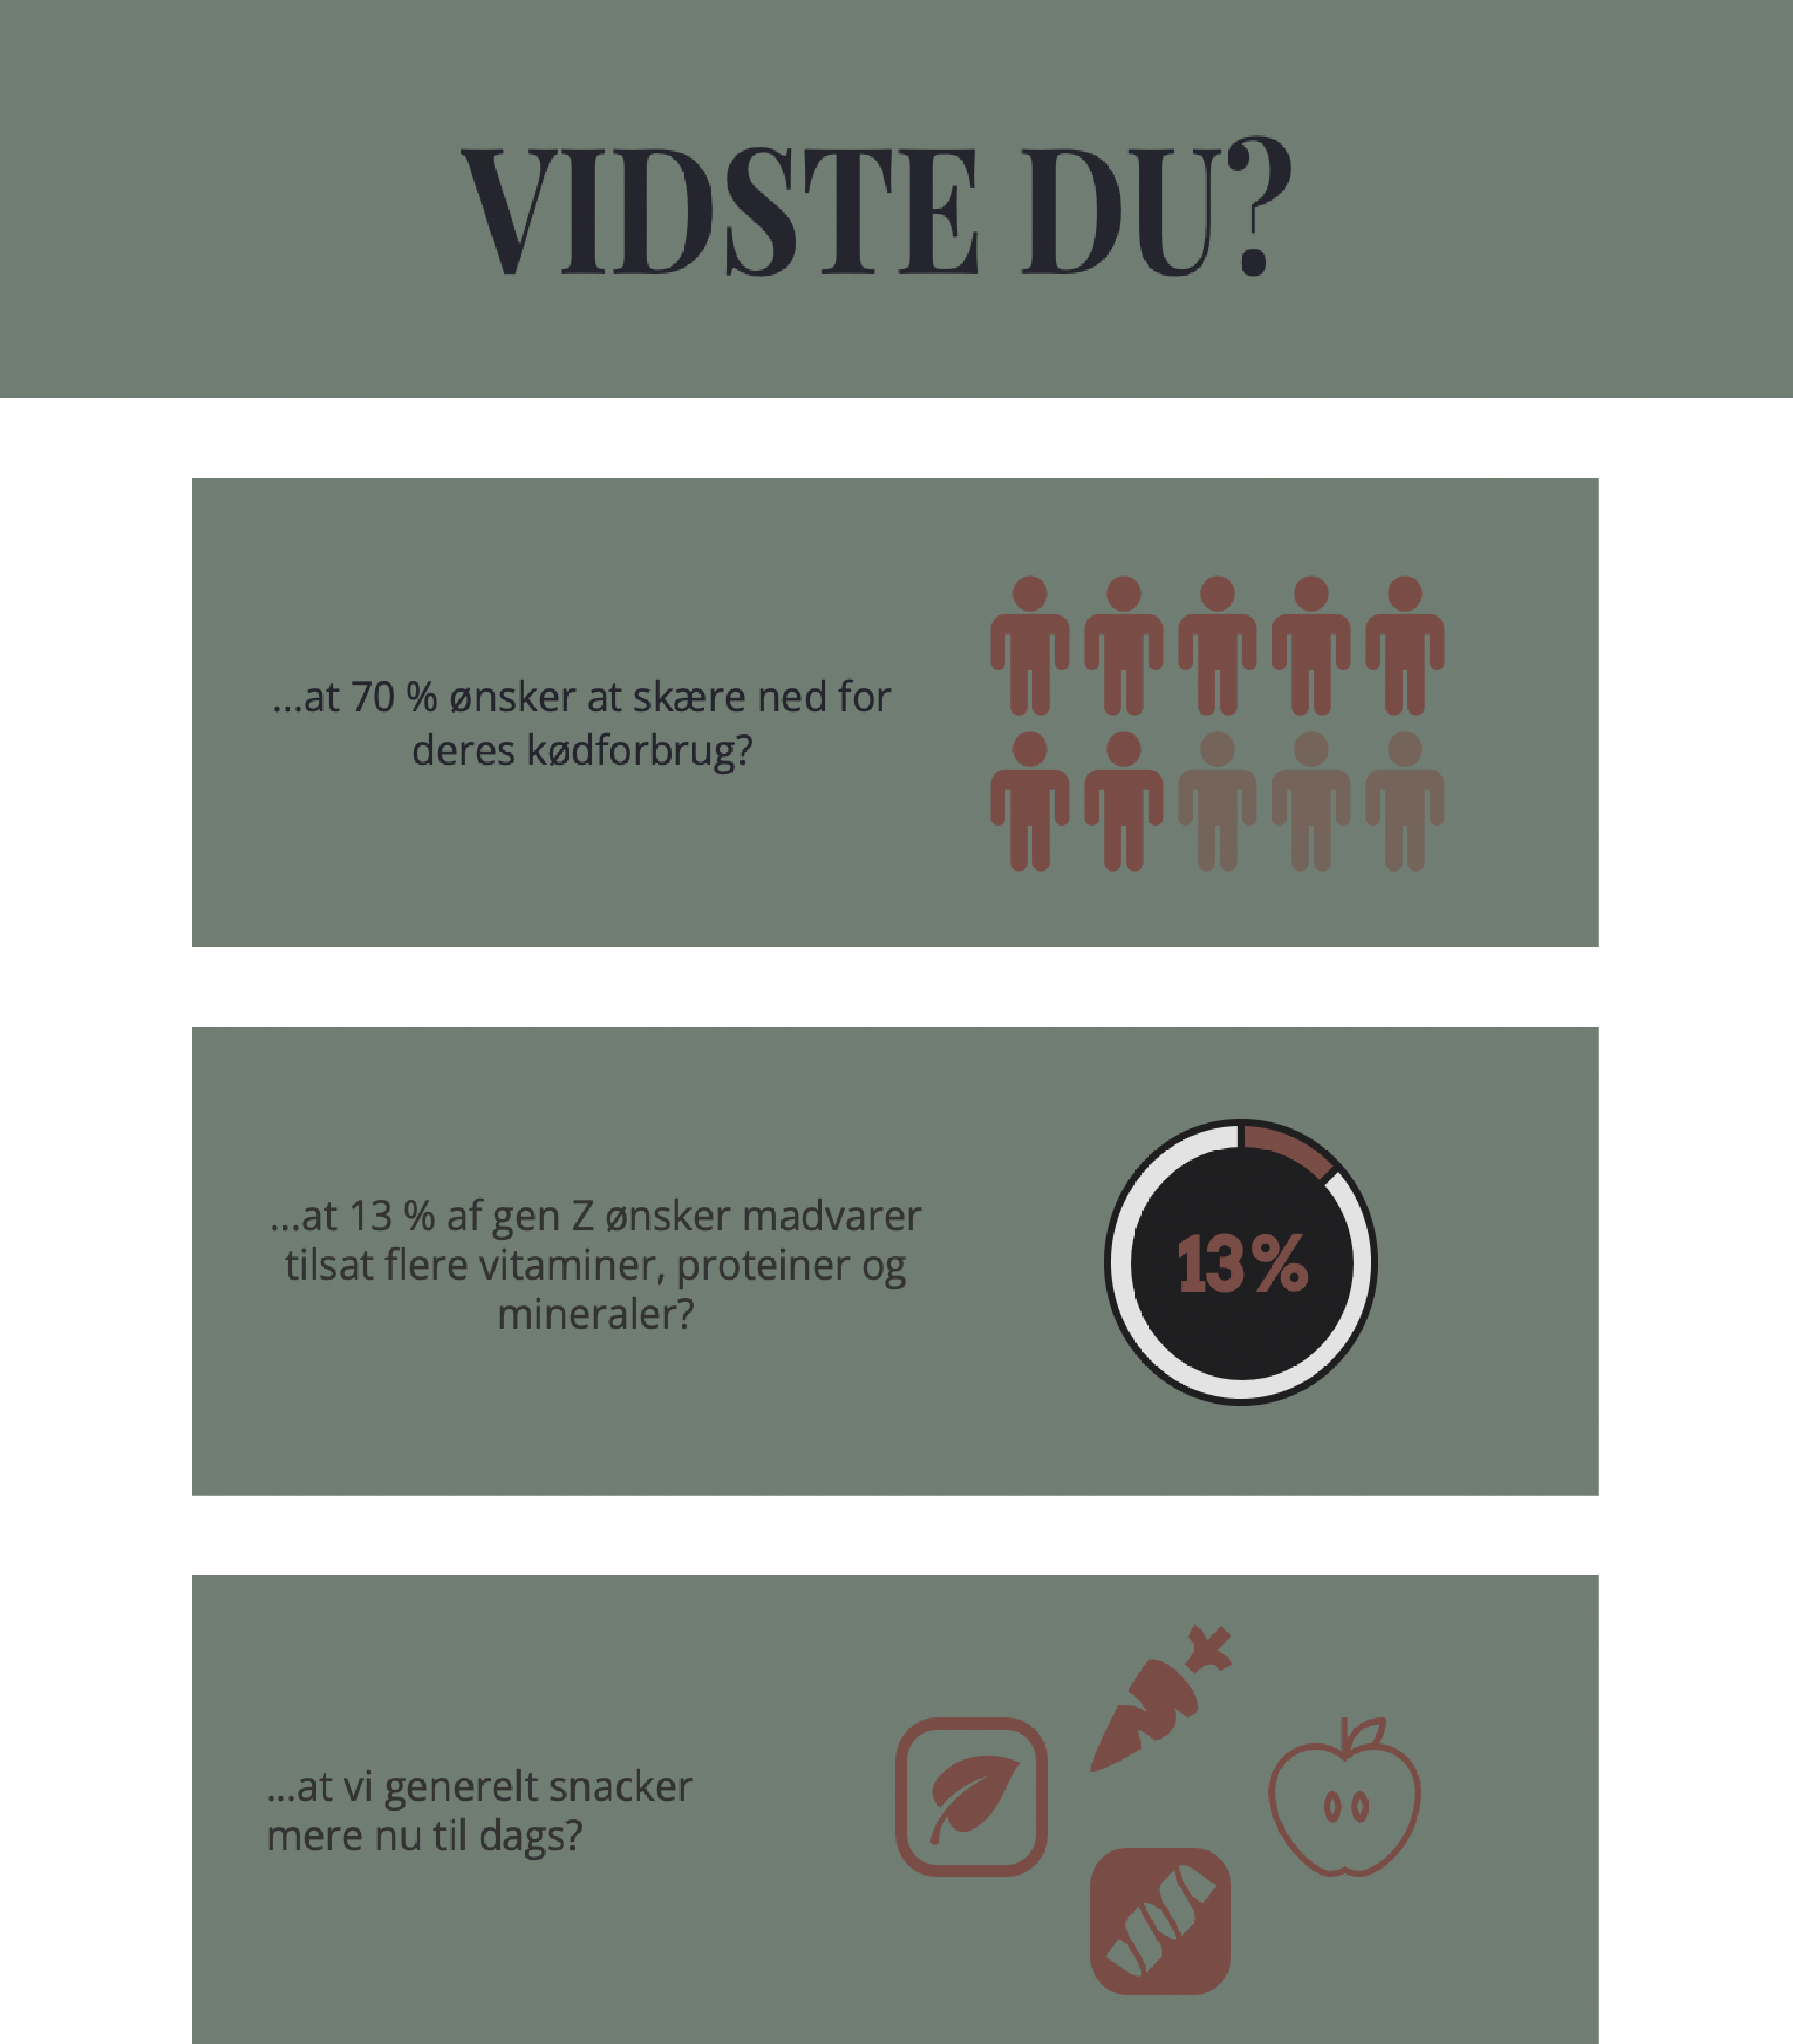 VIDSTE DU?
...at 70 % ønsker at skære ned for
deres kødforbrug?
...at 13 % af gen Z ønsker madvarer
tilsat flere vitaminer, proteiner og
mineraler?
13%
...at vi generelt snacker
mere nu til dags?